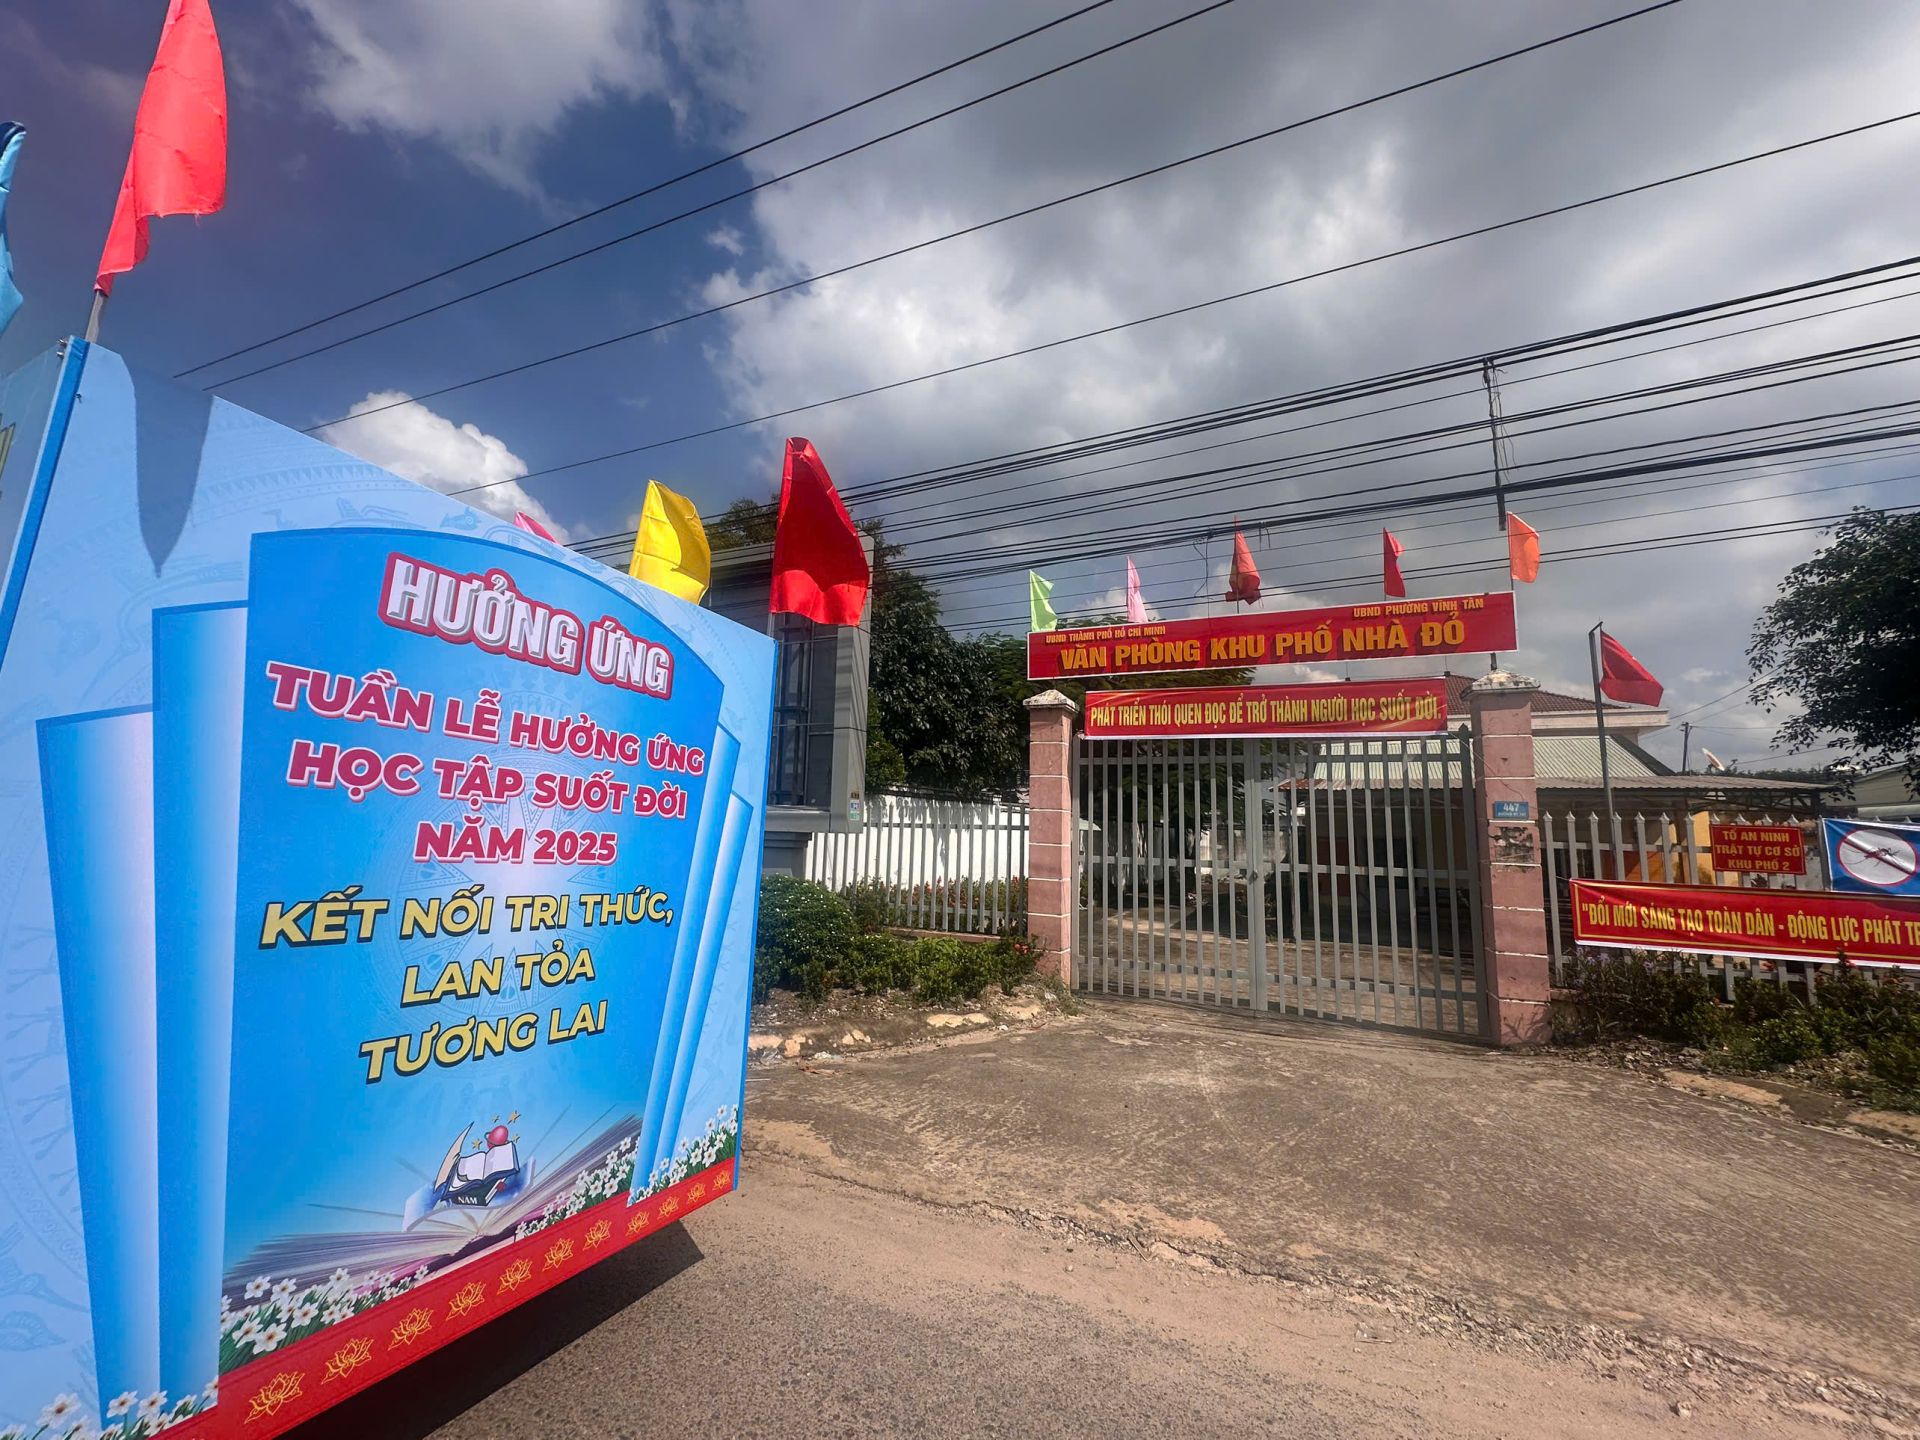 HƯỞNG ỨNG
TUẦN LỄ HƯỞNG ỨNG
HỌC TẬP SUỐT ĐỜI
NĂM 2025
KẾT NỐI TRI THỨC,
LAN TỎA
TƯƠNG LAI
NAM
UBND THÀNH PHỐ HỒ CHÍ MINH
UBND PHƯỜNG VĨNH TÂN
VĂN PHÒNG KHU PHỐ NHÀ ĐỎ
PHÁT TRIỂN THÓI QUEN ĐỌC ĐỂ TRỞ THÀNH NGƯỜI HỌC SUỐT ĐỜI
447
TỔ AN NINH
TRẬT TỰ CƠ SỞ
KHU PHỐ 2
"ĐỔI MỚI SÁNG TẠO TOÀN DÂN - ĐỘNG LỰC PHÁT TR